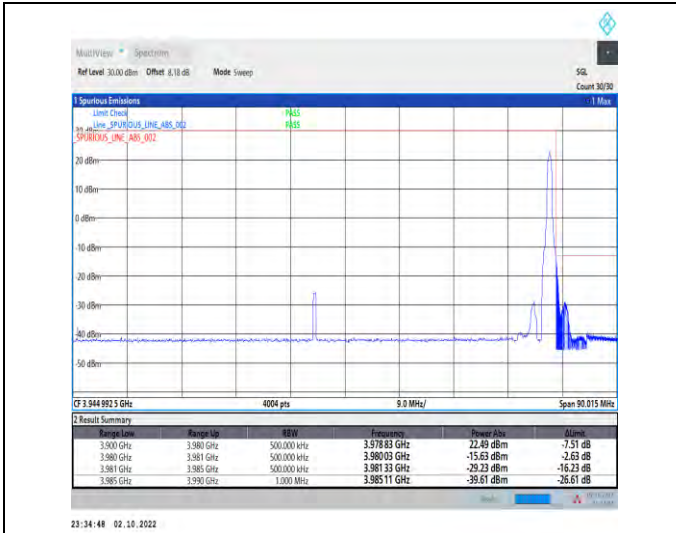 MultiView Spectrum
Ref Level 30.00 dBm Offset 8.18 dB Mode Sweep SGL
Count 30/30
1 Spurious Emissions 1 Max
Limit Check PASS
Line _SPURIOUS_LINE_ABS_002 PASS
_SPURIOUS_LINE_ABS_002
20 dBm
10 dBm
0 dBm
-10 dBm
-20 dBm
-30 dBm
-40 dBm
-50 dBm
CF 3.944 992 5 GHz 4004 pts 9.0 MHz/ Span 90.015 MHz
2 Result Summary
Range Low Range Up RBW Frequency Power Abs ΔLimit
3.900 GHz 3.980 GHz 500.000 kHz 3.978 83 GHz 22.49 dBm -7.51 dB
3.980 GHz 3.981 GHz 500.000 kHz 3.980 03 GHz -15.63 dBm -2.63 dB
3.981 GHz 3.985 GHz 500.000 kHz 3.981 33 GHz -29.23 dBm -16.23 dB
3.985 GHz 3.990 GHz 1.000 MHz 3.985 11 GHz -39.61 dBm -26.61 dB
23:34:48 02.10.2022